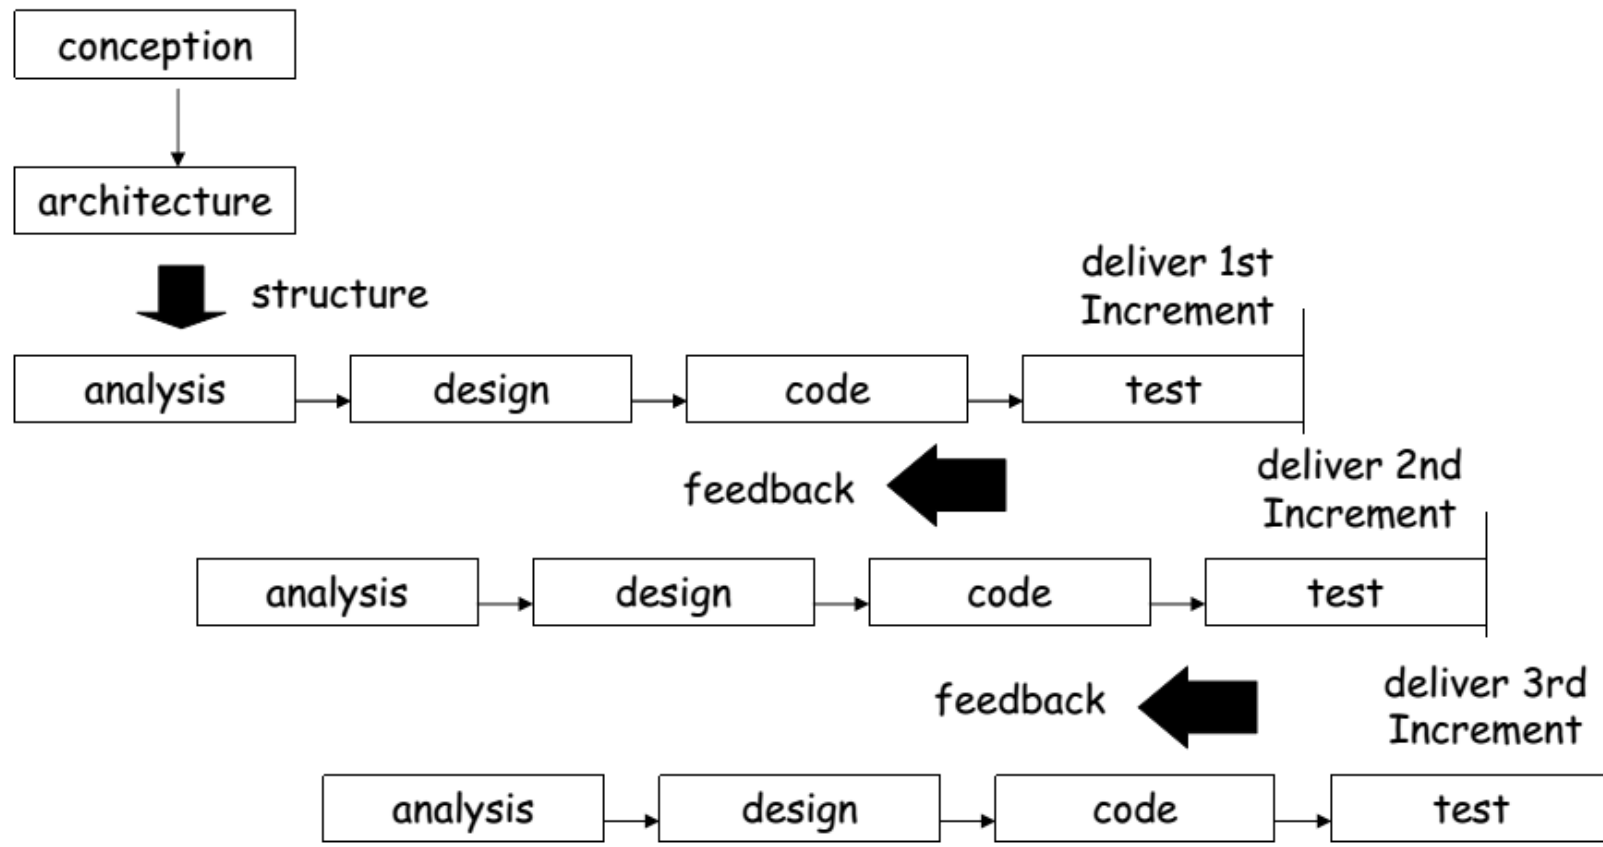 conception
architecture
structure
deliver 1st
Increment
analysis
design
code
test
feedback
deliver 2nd
Increment
analysis
design
code
test
feedback
deliver 3rd
Increment
analysis
design
code
test